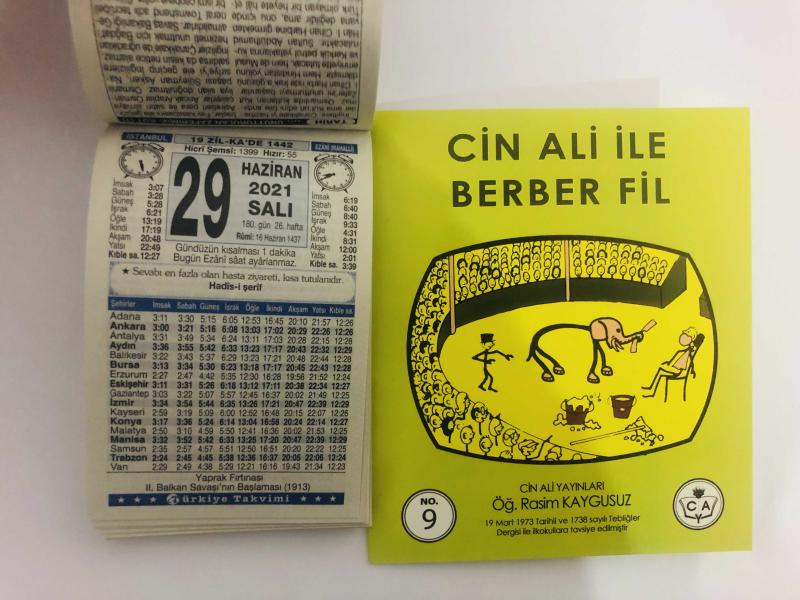 İSTANBUL
19 ZİL-KA'DE 1442
Hicrî Şemsî: 1399 Hızır: 55
EZÂNÎ (MAHALLÎ)
29
HAZİRAN
2021
SALI
180. gün 26. hafta
Rûmî: 16 Haziran 1437
İmsak 3:07
Sabah 3:28
Güneş 5:28
İşrak 6:21
Öğle 13:19
İkindi 17:19
Akşam 20:48
Yatsı 22:49
Kıble sa. 12:27
İmsak 6:19
Sabah 6:40
Güneş 8:40
İşrak 9:33
Öğle 4:31
İkindi 8:31
Akşam 12:00
Yatsı 2:01
Kıble sa. 3:39
Gündüzün kısalması 1 dakika
Bugün Ezânî sâat ayarlanmaz.
★ Sevabı en fazla olan hasta ziyareti, kısa tutulanıdır.
Hadis-i şerif
Şehirler İmsak Sabah Güneş İşrak Öğle İkindi Akşam Yatsı Kıble sa.
Adana 3:11 3:30 5:15 6:05 12:53 16:45 20:10 21:57 12:26
Ankara 3:00 3:21 5:16 6:08 13:03 17:02 20:29 22:26 12:26
Antalya 3:31 3:49 5:34 6:24 13:11 17:03 20:28 22:15 12:28
Aydın 3:36 3:55 5:42 6:33 13:23 17:17 20:43 22:32 12:29
Balıkesir 3:22 3:43 5:37 6:29 13:23 17:21 20:48 22:44 12:28
Bursa 3:13 3:34 5:30 6:23 13:18 17:17 20:45 22:43 12:28
Erzurum 2:27 2:47 4:42 5:35 12:30 16:28 19:56 21:52 12:24
Eskişehir 3:11 3:31 5:26 6:18 13:12 17:11 20:38 22:34 12:27
Gaziantep 3:03 3:22 5:07 5:57 12:45 16:37 20:02 21:49 12:25
İzmir 3:34 3:54 5:44 6:35 13:26 17:21 20:47 22:39 12:29
Kayseri 2:59 3:19 5:09 6:00 12:52 16:48 20:15 22:07 12:26
Konya 3:17 3:36 5:24 6:14 13:04 16:58 20:24 22:14 12:27
Malatya 2:50 3:10 4:59 5:50 12:41 16:36 20:02 21:53 12:25
Manisa 3:32 3:52 5:42 6:33 13:25 17:20 20:47 22:39 12:29
Samsun 2:35 2:57 4:57 5:51 12:50 16:51 20:20 22:22 12:25
Trabzon 2:24 2:45 4:45 5:38 12:36 16:37 20:05 22:06 12:24
Van 2:29 2:49 4:38 5:29 12:21 16:16 19:43 21:34 12:23
Yaprak Fırtınası
II. Balkan Savaşı'nın Başlaması (1913)
★ ★ ★ Türkiye Takvimi ★ ★ ★
CİN ALİ İLE
BERBER FİL
CİN ALİ YAYINLARI
Öğ. Rasim KAYGUSUZ
19 Mart 1973 Tarihli ve 1738 sayılı Tebliğler
Dergisi ile ilkokullara tavsiye edilmiştir
NO.
9
C A
Y